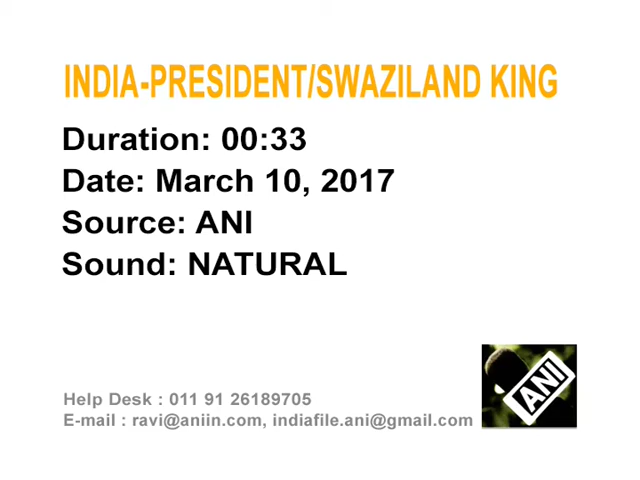 INDIA-PRESIDENT/SWAZILAND KING
Duration: 00:33
Date: March 10, 2017
Source: ANI
Sound: NATURAL
Help Desk : 011 91 26189705
E-mail : ravi@aniin.com, indiafile.ani@gmail.com
ANI